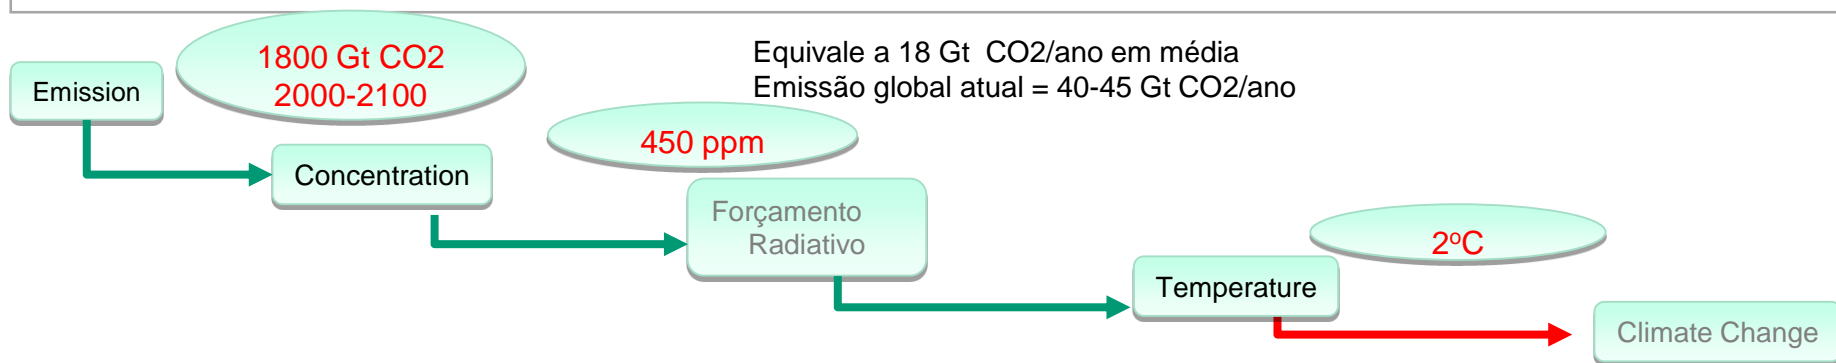 1800 Gt CO2
2000-2100
Equivale a 18 Gt CO2/ano em média
Emissão global atual = 40-45 Gt CO2/ano
Emission
450 ppm
Concentration
Forçamento
Radiativo
2ºC
Temperature
Climate Change